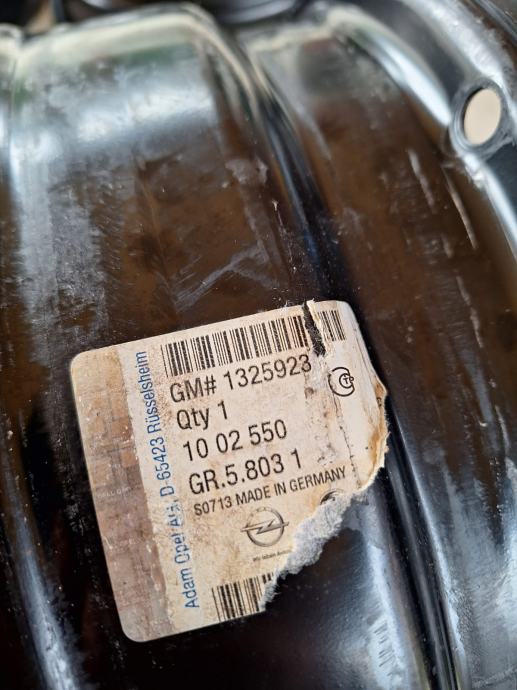 GM# 1325923
Qty 1
10 02 550
GR.5.803 1
S0713 MADE IN GERMANY
Adam Opel AG, D-65423 Rüsselsheim